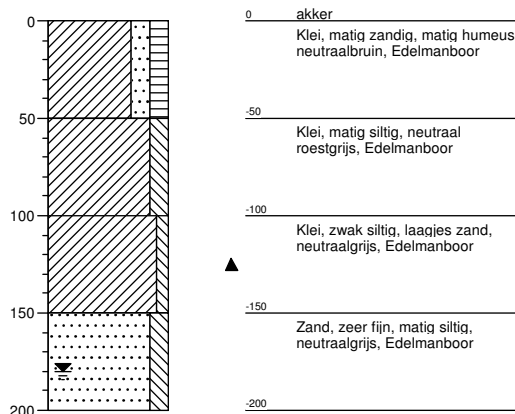 0
50
100
150
200
0
akker
Klei, matig zandig, matig humeus,
neutraalbruin, Edelmanboor
-50
Klei, matig siltig, neutraal
roestgrijs, Edelmanboor
-100
Klei, zwak siltig, laagjes zand,
neutraalgrijs, Edelmanboor
-150
Zand, zeer fijn, matig siltig,
neutraalgrijs, Edelmanboor
-200